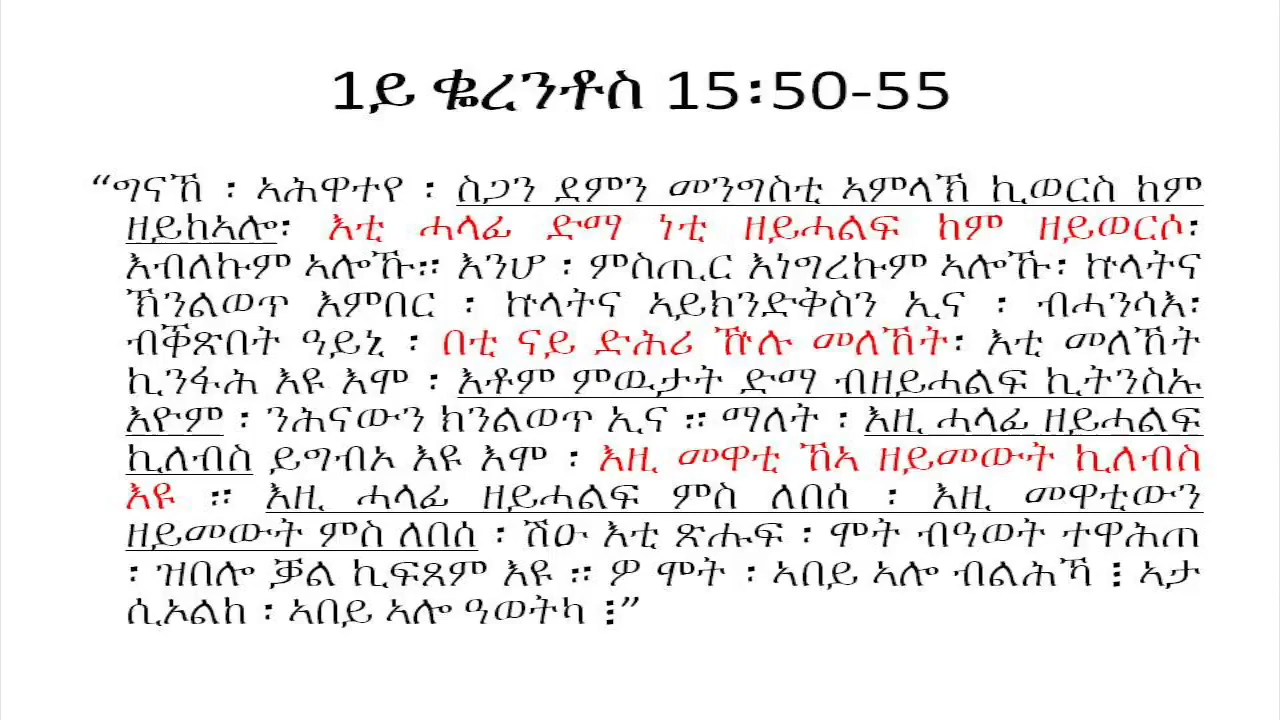 1ይ ቈረንቶስ 15፡50-55
“ግናኸ ፡ ኣሕዋተየ ፡ ስጋን ደምን መንግስቲ ኣምላኽ ኪወርስ ከም
ዘይከኣሎ፡ እቲ ሓላፊ ድማ ነቲ ዘይሓልፍ ከም ዘይወርሶ፡
እብለኩም ኣሎኹ። እንሆ ፡ ምስጢር እነግረኩም ኣሎኹ፡ ኵላትና
ኽንልወጥ እምበር ፡ ኵላትና ኣይክንድቅስን ኢና ፡ ብሓንሳእ፡
ብቕጽበት ዓይኒ ፡ በቲ ናይ ድሕሪ ዅሉ መለኸት፡ እቲ መለኸት
ኪንፋሕ እዩ እሞ ፡ እቶም ምዉታት ድማ ብዘይሓልፍ ኪትንስኡ
እዮም ፡ ንሕናውን ክንልወጥ ኢና ። ማለት ፡ እዚ ሓላፊ ዘይሓልፍ
ኪለብስ ይግብኦ እዩ እሞ ፡ እዚ መዋቲ ኸኣ ዘይመውት ኪለብስ
እዩ ። እዚ ሓላፊ ዘይሓልፍ ምስ ለበሰ ፡ እዚ መዋቲውን
ዘይመውት ምስ ለበሰ ፡ ሽዑ እቲ ጽሑፍ ፡ ሞት ብዓወት ተዋሕጠ
፡ ዝበሎ ቓል ኪፍጸም እዩ ። ዎ ሞት ፡ ኣበይ ኣሎ ብልሕኻ ፧ ኣታ
ሲኦልከ ፡ ኣበይ ኣሎ ዓወትካ ፧”